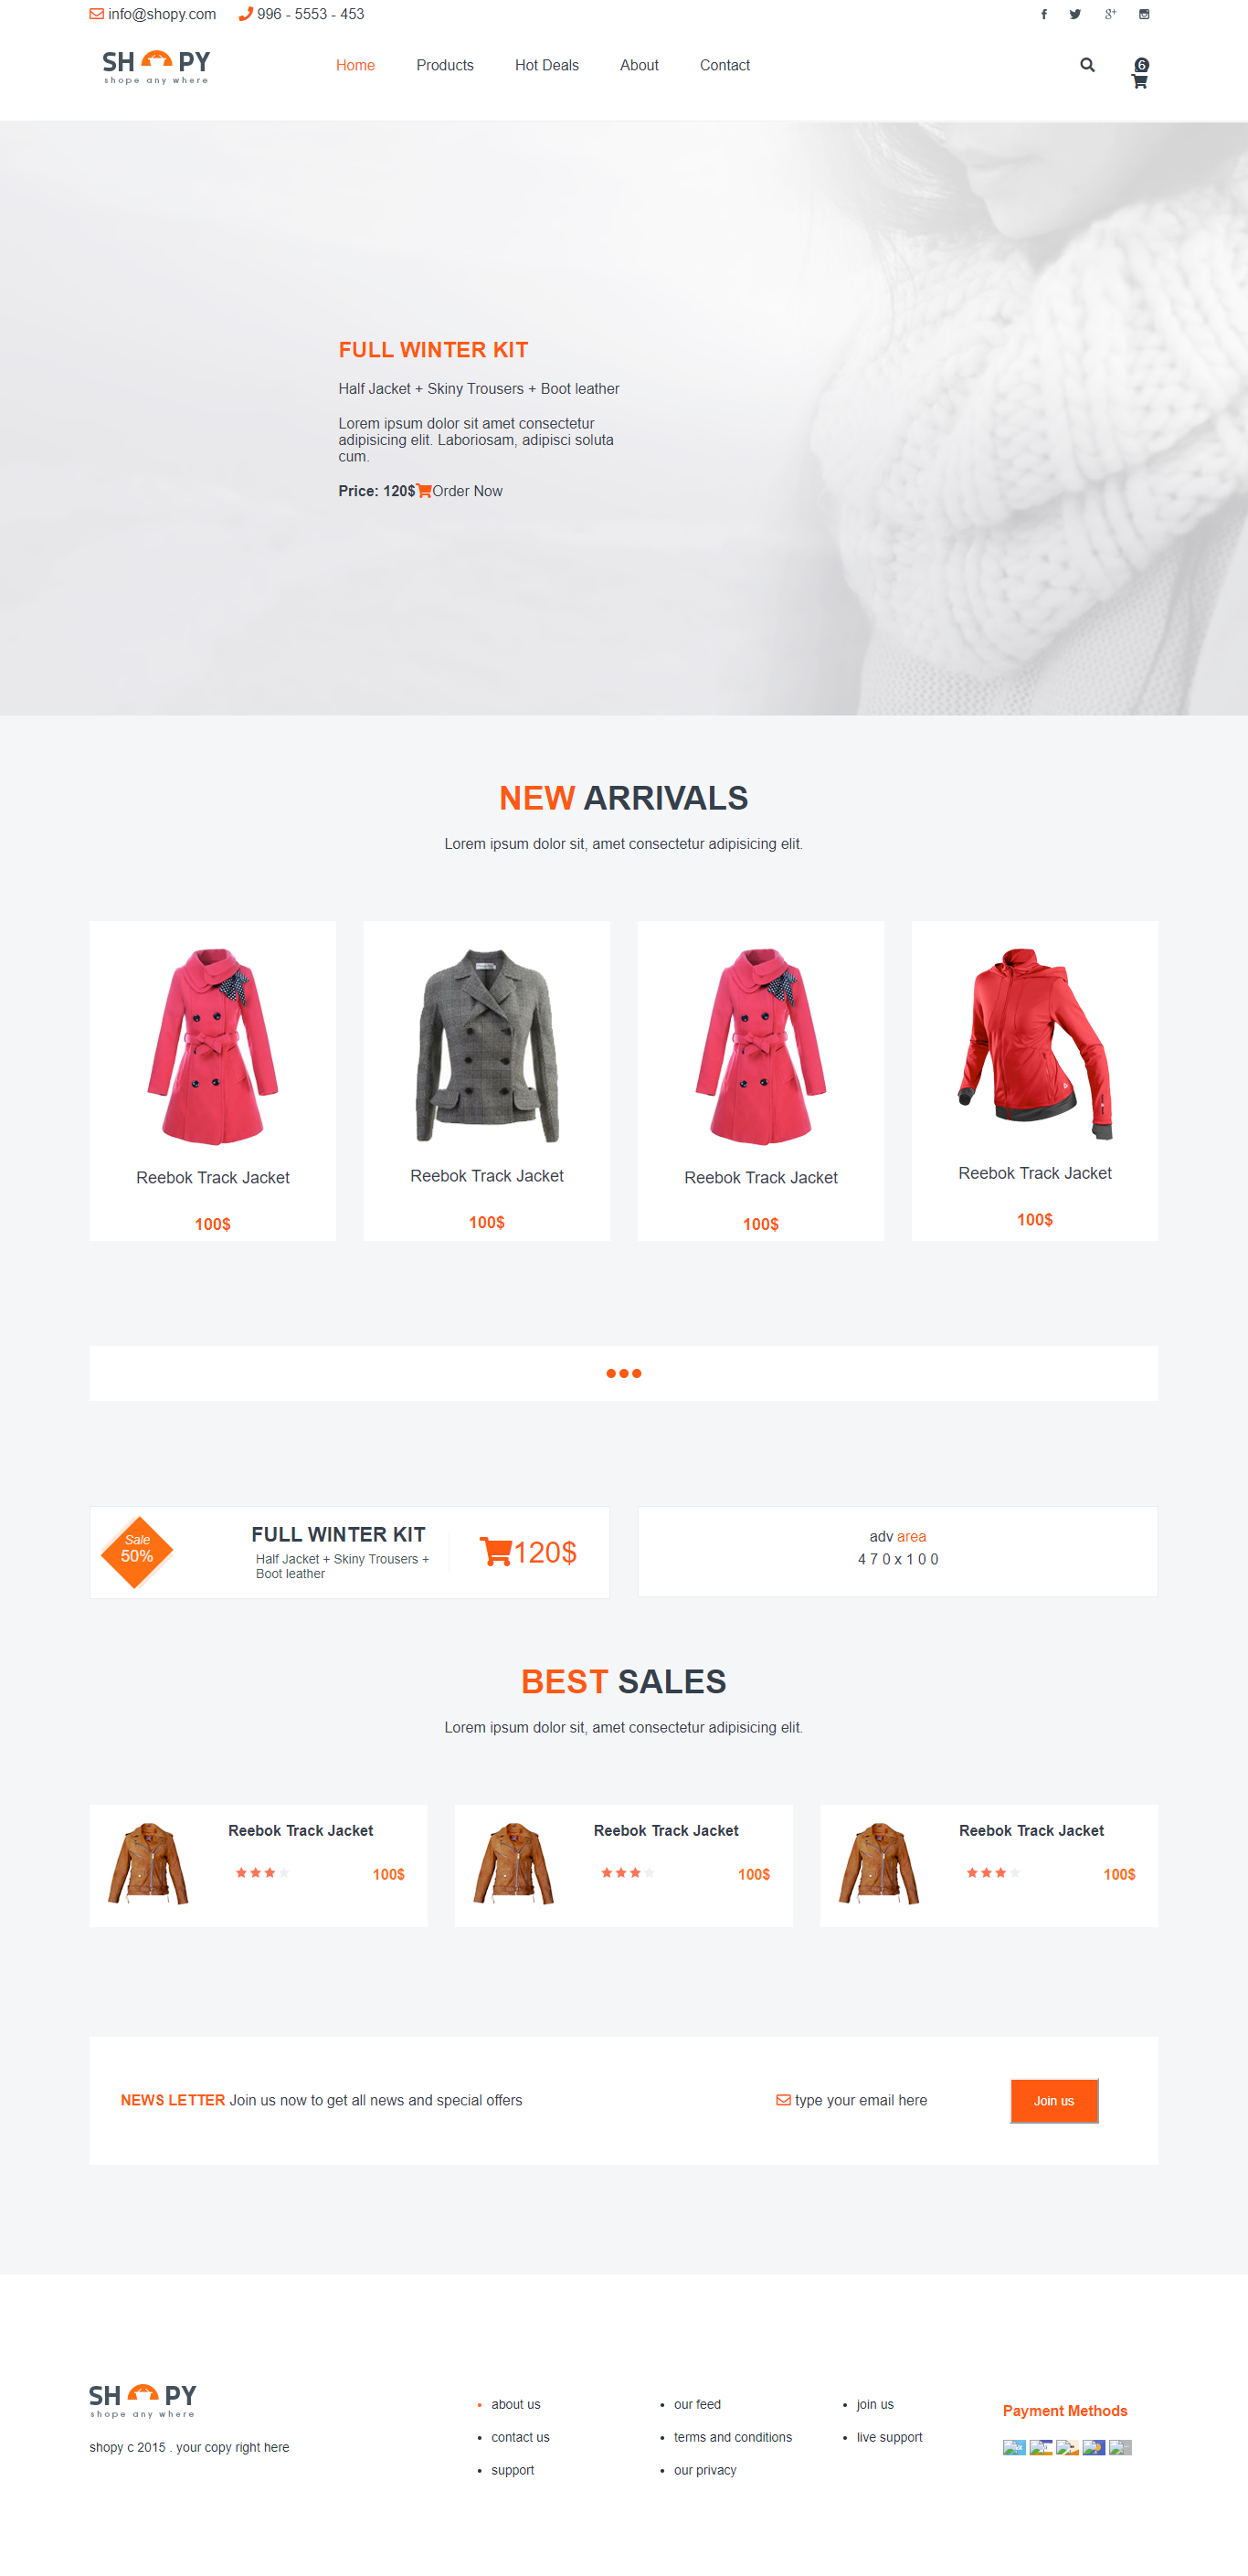 info@shopy.com 996 - 5553 - 453
SH PY
shope any where
Home Products Hot Deals About Contact
6
FULL WINTER KIT
Half Jacket + Skiny Trousers + Boot leather
Lorem ipsum dolor sit amet consectetur
adipisicing elit. Laboriosam, adipisci soluta
cum.
Price: 120$Order Now
NEW ARRIVALS
Lorem ipsum dolor sit, amet consectetur adipisicing elit.
Reebok Track Jacket
100$
Reebok Track Jacket
100$
Reebok Track Jacket
100$
Reebok Track Jacket
100$
Sale
50%
FULL WINTER KIT
Half Jacket + Skiny Trousers +
Boot leather
120$
adv area
4 7 0 x 1 0 0
BEST SALES
Lorem ipsum dolor sit, amet consectetur adipisicing elit.
Reebok Track Jacket
100$
Reebok Track Jacket
100$
Reebok Track Jacket
100$
NEWS LETTER Join us now to get all news and special offers
type your email here
Join us
SH PY
shope any where
shopy c 2015 . your copy right here
• about us
• contact us
• support
• our feed
• terms and conditions
• our privacy
• join us
• live support
Payment Methods